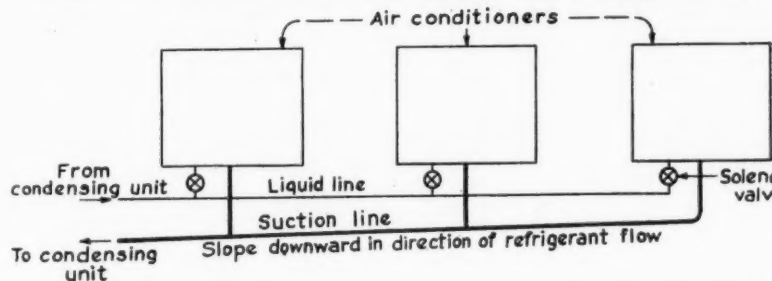 Air conditioners
From
condensing unit
Liquid line
valv
Suction line
To condensing
unit
Slope downward in direction of refrigerant flow